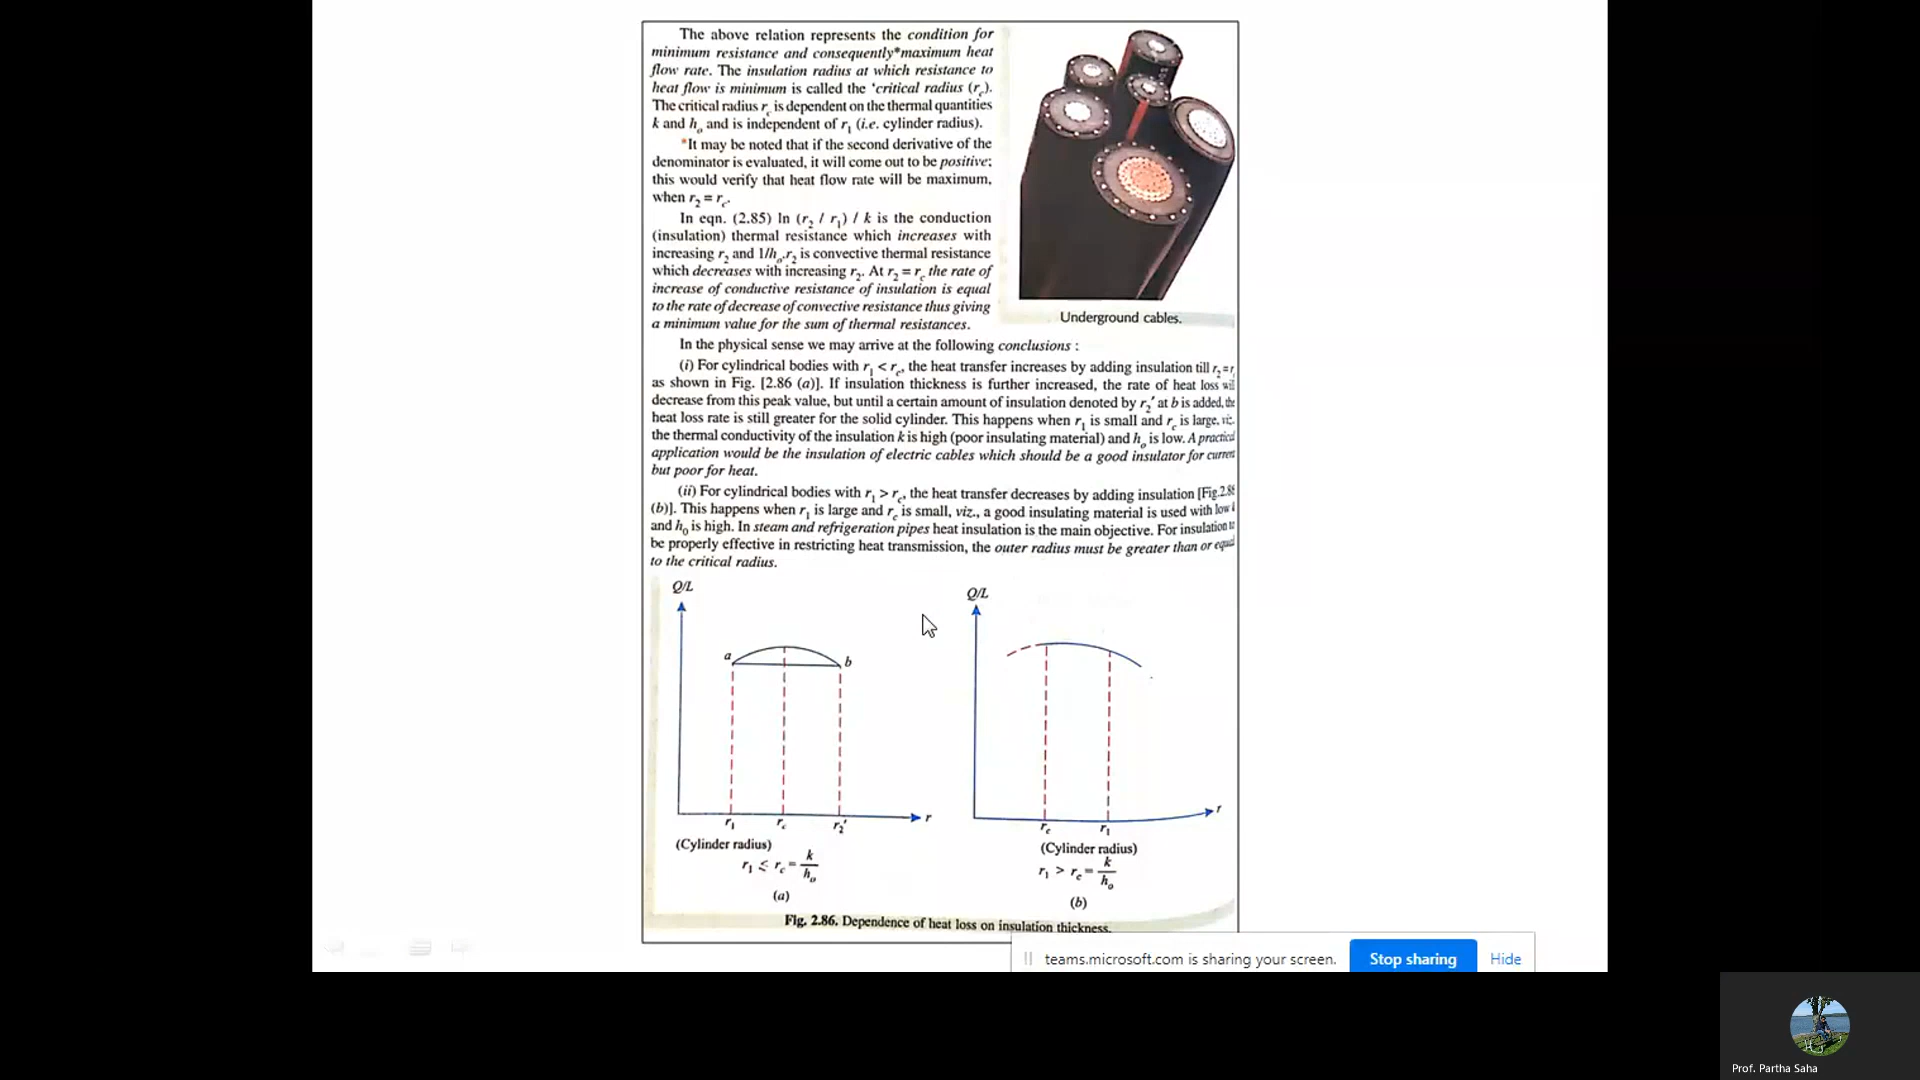 The above relation represents the condition for
minimum resistance and consequently*maximum heat
flow rate. The insulation radius at which resistance to
heat flow is minimum is called the 'critical radius (rc).
The critical radius rc is dependent on the thermal quantities
k and ho and is independent of r1 (i.e. cylinder radius).
*It may be noted that if the second derivative of the
denominator is evaluated, it will come out to be positive;
this would verify that heat flow rate will be maximum,
when r2 = rc.
In eqn. (2.85) ln (r2 / r1) / k is the conduction
(insulation) thermal resistance which increases with
increasing r2 and 1/ho.r2 is convective thermal resistance
which decreases with increasing r2. At r2 = rc the rate of
increase of conductive resistance of insulation is equal
to the rate of decrease of convective resistance thus giving
a minimum value for the sum of thermal resistances.
Underground cables.
In the physical sense we may arrive at the following conclusions :
(i) For cylindrical bodies with r1 < rc, the heat transfer increases by adding insulation till r2 = r
as shown in Fig. [2.86 (a)]. If insulation thickness is further increased, the rate of heat loss will
decrease from this peak value, but until a certain amount of insulation denoted by r2' at b is added, the
heat loss rate is still greater for the solid cylinder. This happens when r1 is small and rc is large, viz.
the thermal conductivity of the insulation k is high (poor insulating material) and ho is low. A practical
application would be the insulation of electric cables which should be a good insulator for current
but poor for heat.
(ii) For cylindrical bodies with r1 > rc, the heat transfer decreases by adding insulation [Fig.2.86
(b)]. This happens when r1 is large and rc is small, viz., a good insulating material is used with low k
and ho is high. In steam and refrigeration pipes heat insulation is the main objective. For insulation to
be properly effective in restricting heat transmission, the outer radius must be greater than or equal
to the critical radius.
Q/L
a
b
r1
rc
r2'
r
(Cylinder radius)
r1 ≤ rc = k/ho
(a)
Q/L
rc
r1
r
(Cylinder radius)
r1 > rc = k/ho
(b)
Fig. 2.86. Dependence of heat loss on insulation thickness.
teams.microsoft.com is sharing your screen.
Stop sharing
Hide
Prof. Partha Saha